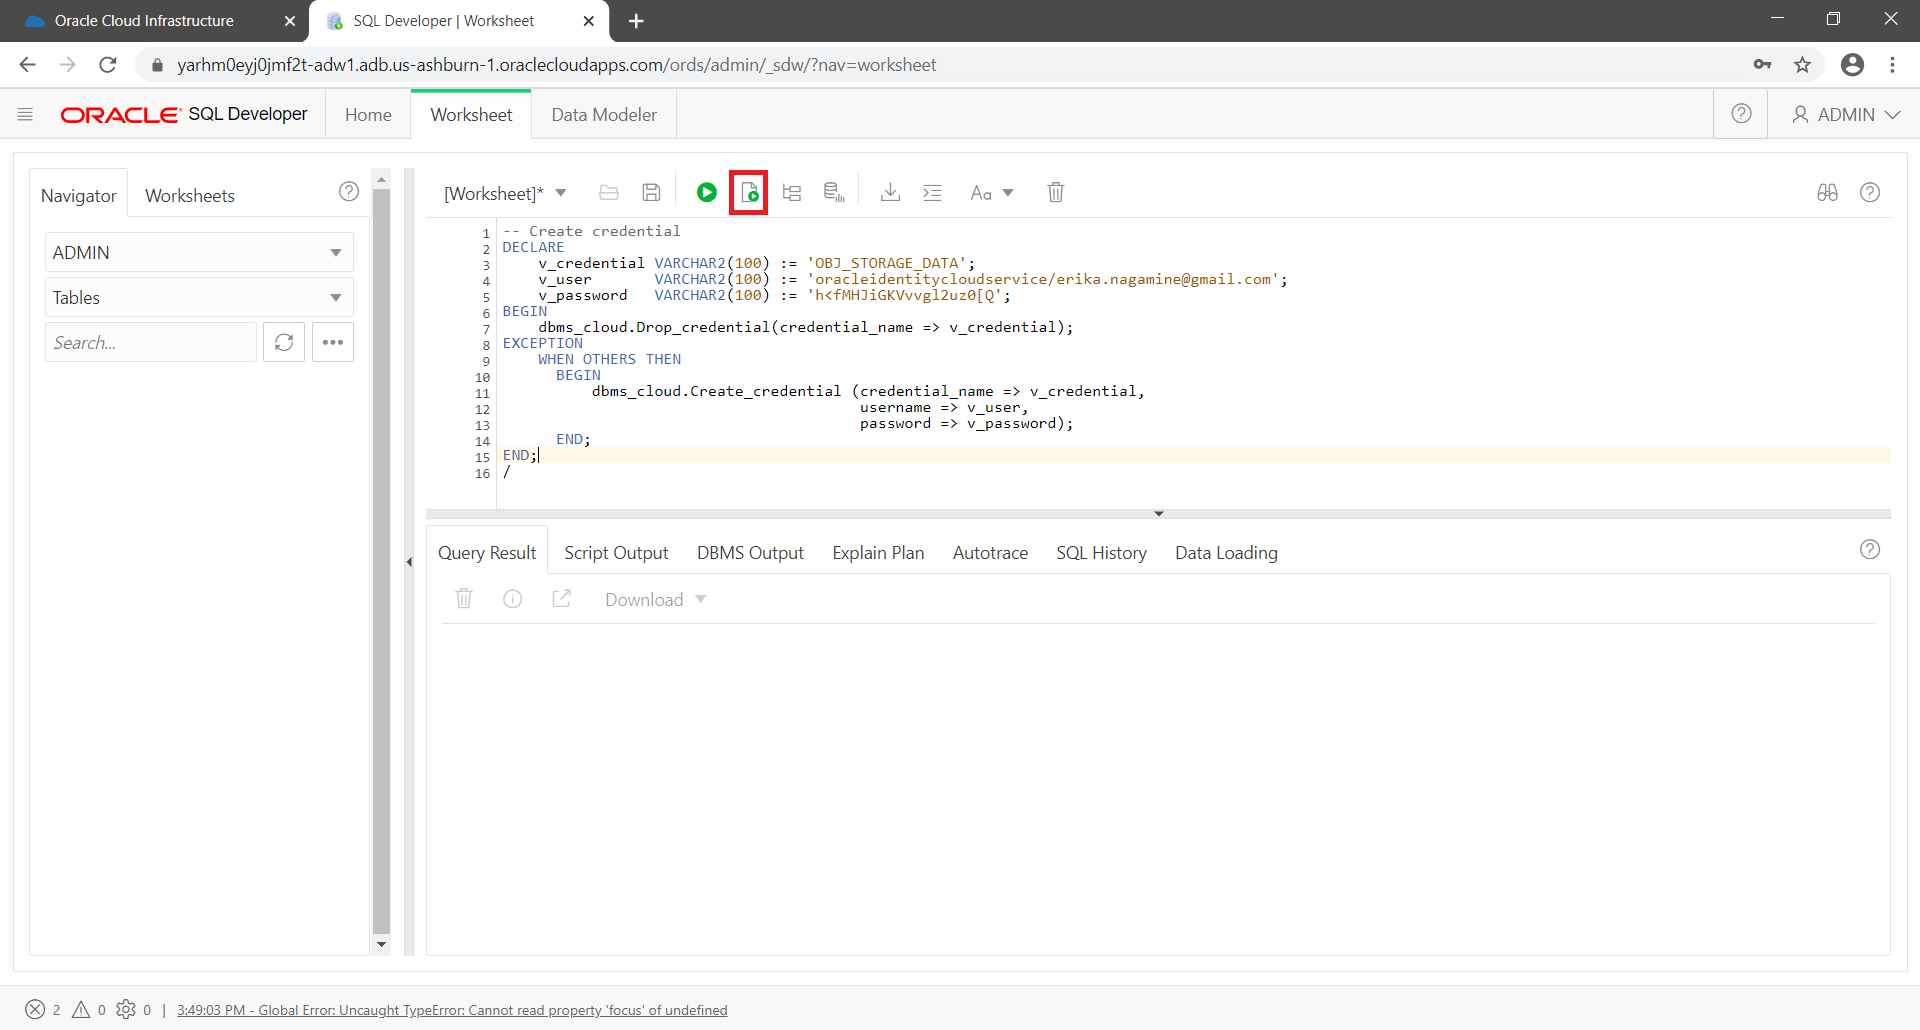 Oracle Cloud Infrastructure
SQL Developer | Worksheet
yarhm0eyj0jmf2t-adw1.adb.us-ashburn-1.oraclecloudapps.com/ords/admin/_sdw/?nav=worksheet
ORACLE SQL Developer
Home
Worksheet
Data Modeler
ADMIN
Navigator
Worksheets
ADMIN
Tables
Search...
[Worksheet]*
Aa
1 -- Create credential
2 DECLARE
3 v_credential VARCHAR2(100) := 'OBJ_STORAGE_DATA';
4 v_user VARCHAR2(100) := 'oracleidentitycloudservice/erika.nagamine@gmail.com';
5 v_password VARCHAR2(100) := 'h<fMHJiGKVvvgl2uz0[Q';
6 BEGIN
7 dbms_cloud.Drop_credential(credential_name => v_credential);
8 EXCEPTION
9 WHEN OTHERS THEN
10 BEGIN
11 dbms_cloud.Create_credential (credential_name => v_credential,
12 username => v_user,
13 password => v_password);
14 END;
15 END;
16 /
Query Result
Script Output
DBMS Output
Explain Plan
Autotrace
SQL History
Data Loading
Download
2 0 0 | 3:49:03 PM - Global Error: Uncaught TypeError: Cannot read property 'focus' of undefined